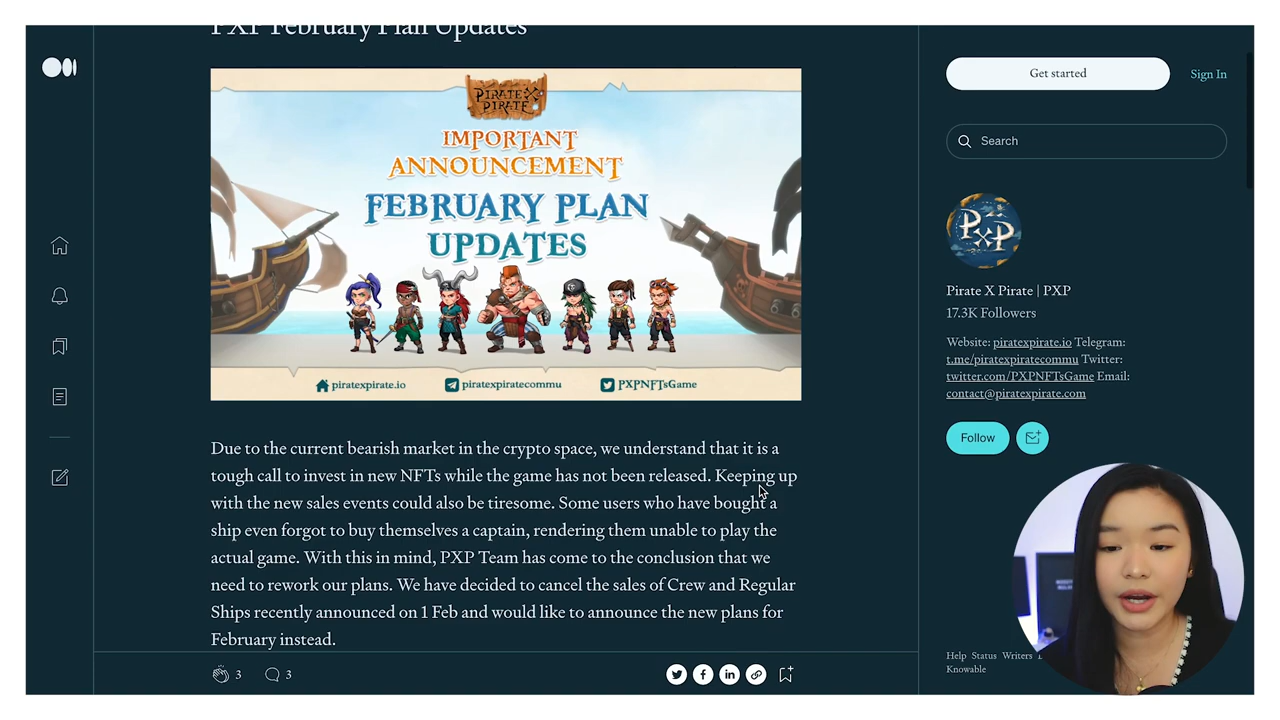 PXP February Plan Updates
PIRATE X PIRATE
IMPORTANT
ANNOUNCEMENT
FEBRUARY PLAN
UPDATES
piratexpirate.io piratexpiratecommu PXPNFTsGame
Due to the current bearish market in the crypto space, we understand that it is a
tough call to invest in new NFTs while the game has not been released. Keeping up
with the new sales events could also be tiresome. Some users who have bought a
ship even forgot to buy themselves a captain, rendering them unable to play the
actual game. With this in mind, PXP Team has come to the conclusion that we
need to rework our plans. We have decided to cancel the sales of Crew and Regular
Ships recently announced on 1 Feb and would like to announce the new plans for
February instead.
3 3
Get started Sign In
Search
PXP
Pirate X Pirate | PXP
17.3K Followers
Website: piratexpirate.io Telegram:
t.me/piratexpiratecommu Twitter:
twitter.com/PXPNFTsGame Email:
contact@piratexpirate.com
Follow
Help Status Writers
Knowable